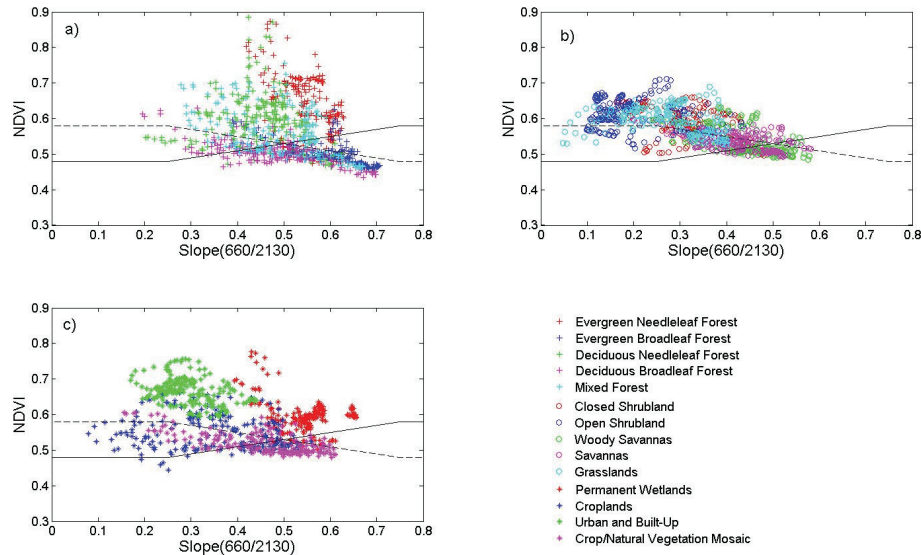 a)
NDVI
0.9
0.8
0.7
0.6
0.5
0.4
0.3
0 0.1 0.2 0.3 0.4 0.5 0.6 0.7 0.8
Slope(660/2130)
b)
NDVI
0.9
0.8
0.7
0.6
0.5
0.4
0.3
0 0.1 0.2 0.3 0.4 0.5 0.6 0.7 0.8
Slope(660/2130)
c)
NDVI
0.9
0.8
0.7
0.6
0.5
0.4
0.3
0 0.1 0.2 0.3 0.4 0.5 0.6 0.7 0.8
Slope(660/2130)
Evergreen Needleleaf Forest
Evergreen Broadleaf Forest
Deciduous Needleleaf Forest
Deciduous Broadleaf Forest
Mixed Forest
Closed Shrubland
Open Shrubland
Woody Savannas
Savannas
Grasslands
Permanent Wetlands
Croplands
Urban and Built-Up
Crop/Natural Vegetation Mosaic